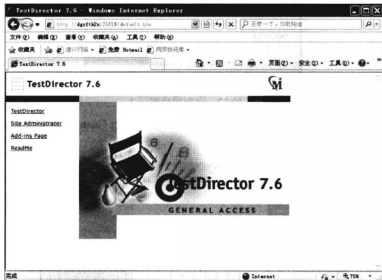 TestDirector 7.6 - Windows Internet Explorer
文件(F) 编辑(E) 查看(V) 收藏夹(A) 工具(T) 帮助(H)
收藏夹 免费 Hotmail
TestDirector 7.6
页面(P) 安全(S) 工具(O)
TestDirector 7.6
TestDirector
Site Administrator
Add-ins Page
ReadMe
TestDirector 7.6
GENERAL ACCESS
完成 Internet 75%